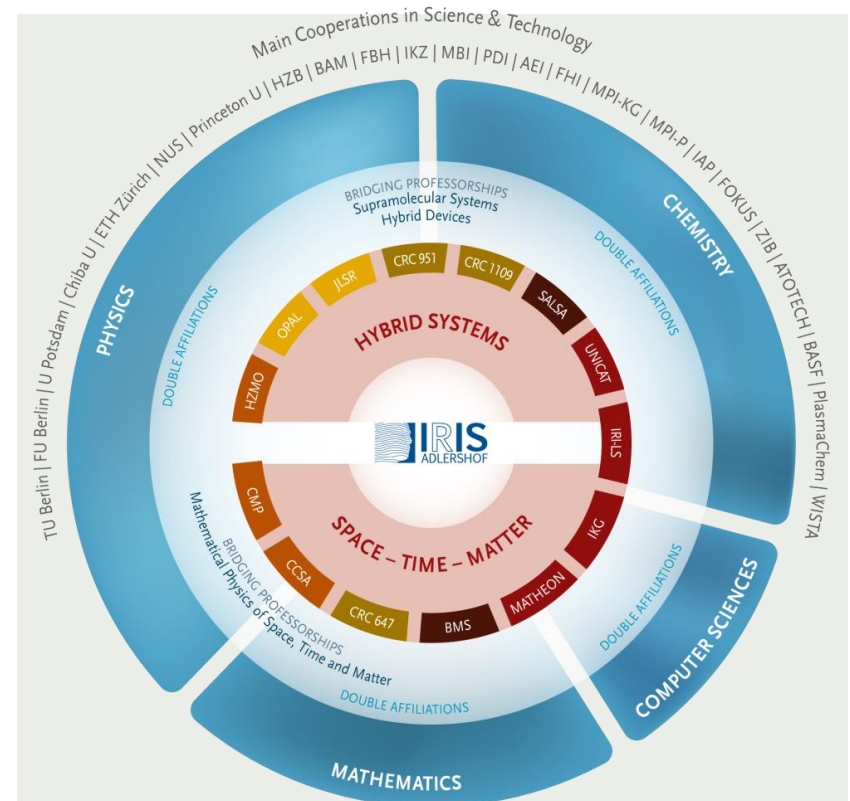 Main Cooperations in Science & Technology
TU Berlin | FU Berlin | U Potsdam | Chiba U | ETH Zürich | NUS | Princeton U | HZB | BAM | FBH | IKZ | MBI | PDI | AEI | FHI | MPI-KG | MPI-P | IAP | FOKUS | ZIB | ATOTECH | BASF | PlasmaChem | WISTA
PHYSICS
CHEMISTRY
COMPUTER SCIENCES
MATHEMATICS
BRIDGING PROFESSORSHIPS
Supramolecular Systems
Hybrid Devices
DOUBLE AFFILIATIONS
DOUBLE AFFILIATIONS
DOUBLE AFFILIATIONS
DOUBLE AFFILIATIONS
BRIDGING PROFESSORSHIPS
Mathematical Physics of Space, Time and Matter
HZMO
OPAL
JLSR
CRC 951
CRC 1109
SALSA
UNICAT
IRI-LS
IKG
MATHEON
BMS
CRC 647
CCSA
CMP
HYBRID SYSTEMS
IRIS
ADLERSHOF
SPACE – TIME – MATTER